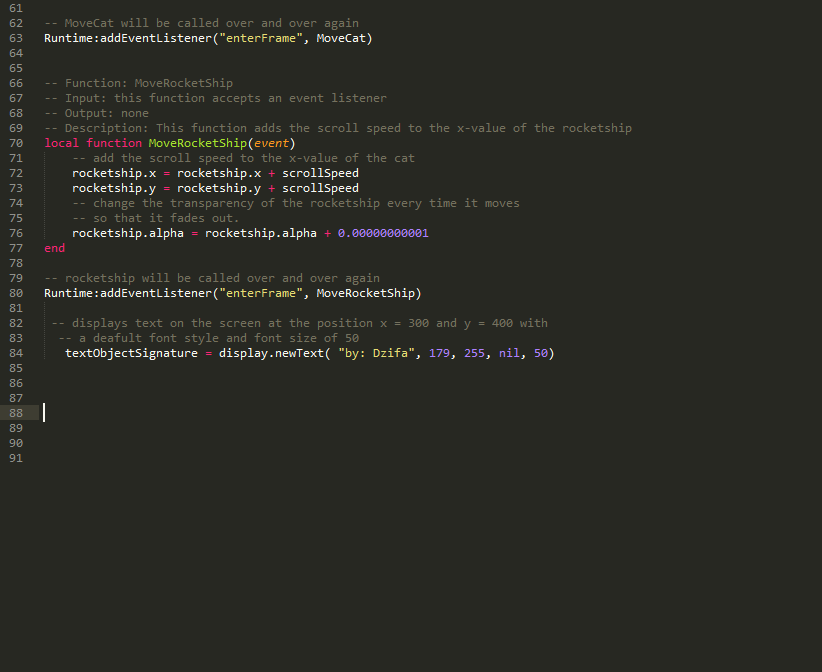 61
62 -- MoveCat will be called over and over again
63 Runtime:addEventListener("enterFrame", MoveCat)
64
65
66 -- Function: MoveRocketShip
67 -- Input: this function accepts an event listener
68 -- Output: none
69 -- Description: This function adds the scroll speed to the x-value of the rocketship
70 local function MoveRocketShip(event)
71     -- add the scroll speed to the x-value of the cat
72     rocketship.x = rocketship.x + scrollSpeed
73     rocketship.y = rocketship.y + scrollSpeed
74     -- change the transparency of the rocketship every time it moves
75     -- so that it fades out.
76     rocketship.alpha = rocketship.alpha + 0.00000000001
77 end
78
79 -- rocketship will be called over and over again
80 Runtime:addEventListener("enterFrame", MoveRocketShip)
81
82  -- displays text on the screen at the position x = 300 and y = 400 with
83   -- a deafult font style and font size of 50
84    textObjectSignature = display.newText( "by: Dzifa", 179, 255, nil, 50)
85
86
87
88
89
90
91